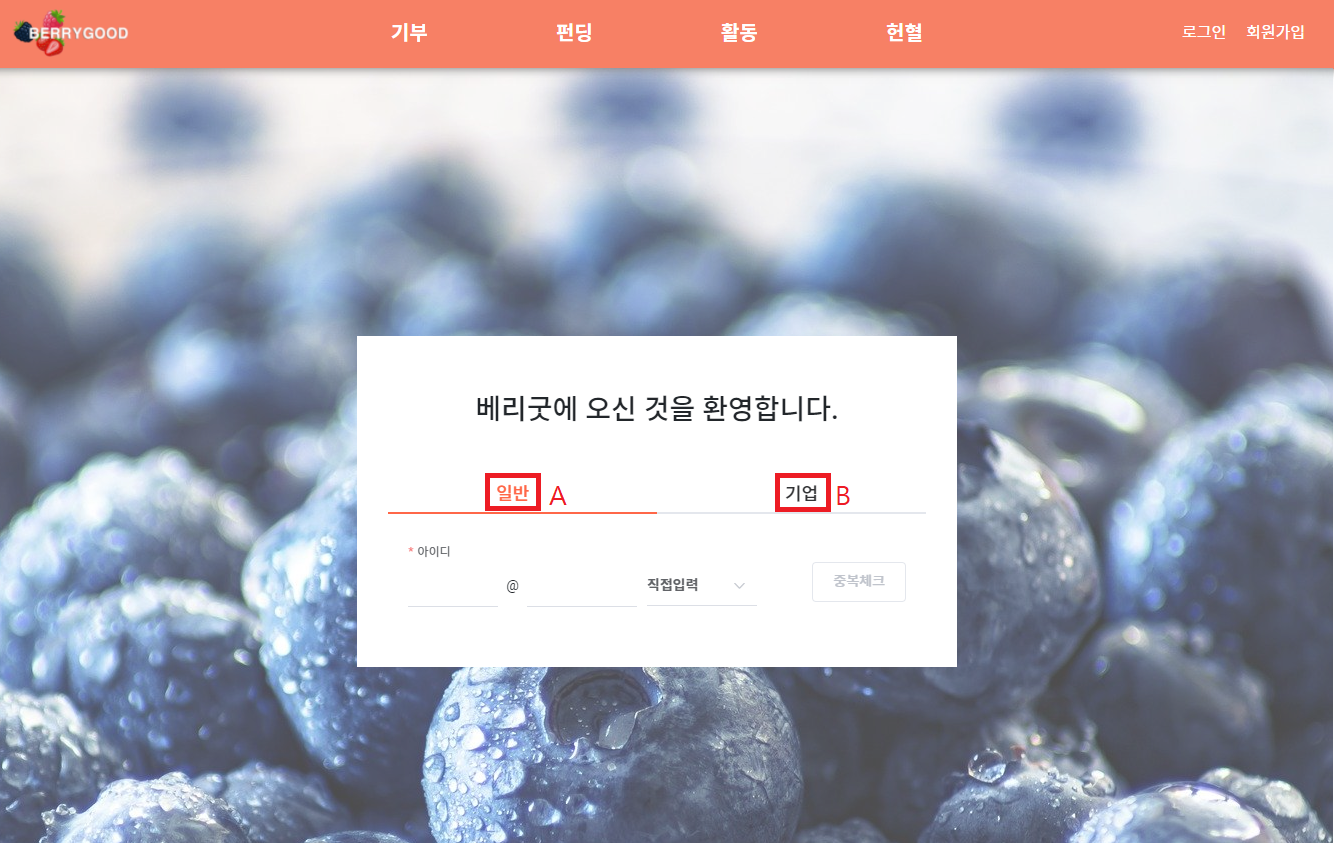 BERRYGOOD 기부 펀딩 활동 헌혈 로그인 회원가입
베리굿에 오신 것을 환영합니다.
일반 A 기업 B
* 아이디
@ 직접입력 중복체크